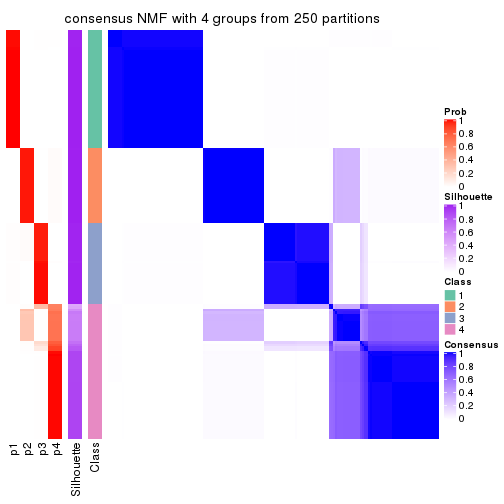 consensus NMF with 4 groups from 250 partitions
Prob
1
0.8
0.6
0.4
0.2
0
Silhouette
1
0.8
0.6
0.4
0.2
0
Class
1
2
3
4
Consensus
1
0.8
0.6
0.4
0.2
0
p1
p2
p3
p4
Silhouette
Class